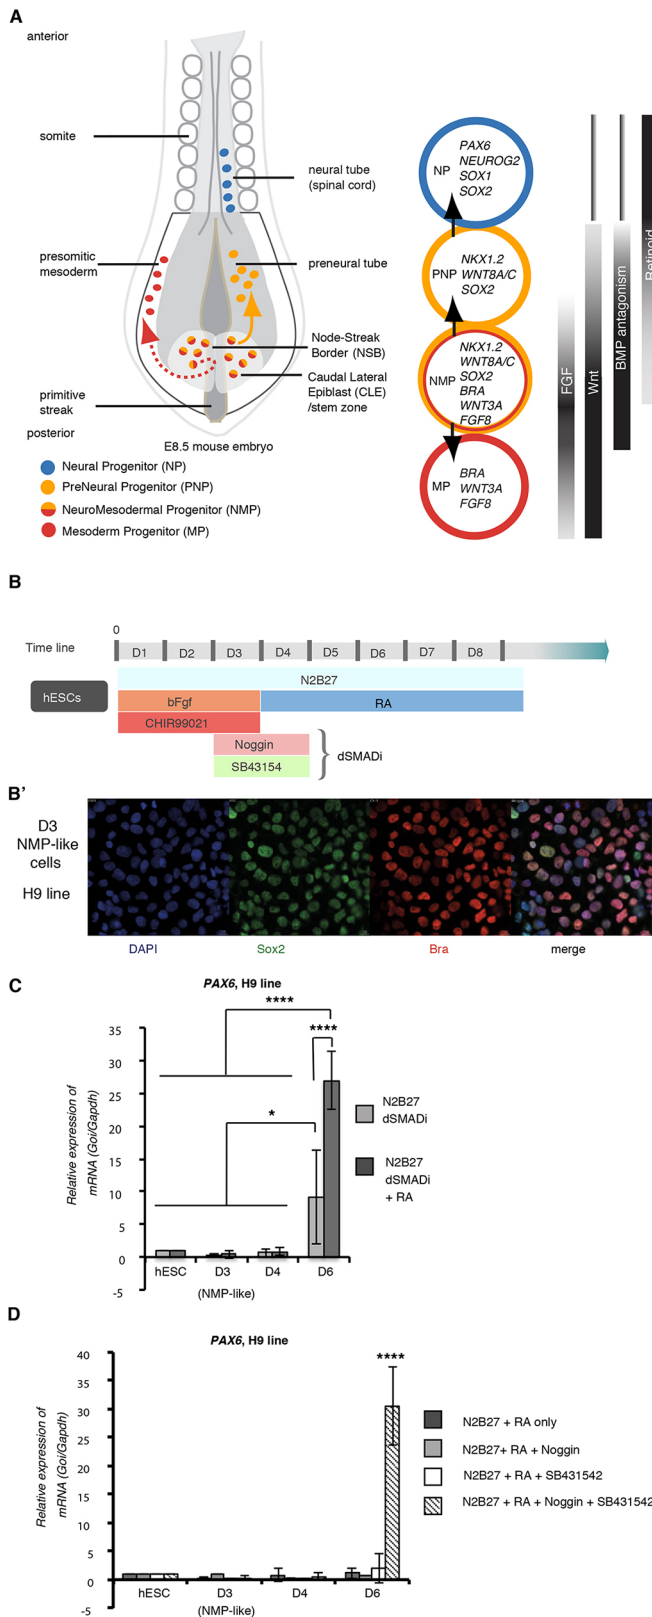 A
anterior
somite
neural tube
(spinal cord)
presomitic
mesoderm
preneural tube
Node-Streak
Border (NSB)
Caudal Lateral
Epiblast (CLE)
/stem zone
primitive
streak
posterior
E8.5 mouse embryo
Neural Progenitor (NP)
PreNeural Progenitor (PNP)
NeuroMesodermal Progenitor (NMP)
Mesoderm Progenitor (MP)
NP
PAX6
NEUROG2
SOX1
SOX2
PNP
NKX1.2
WNT8A/C
SOX2
NMP
NKX1.2
WNT8A/C
SOX2
BRA
WNT3A
FGF8
MP
BRA
WNT3A
FGF8
FGF
Wnt
BMP antagonism
Retinoid
B
0
Time line
D1 D2 D3 D4 D5 D6 D7 D8
hESCs
N2B27
bFgf
RA
CHIR99021
Noggin
SB43154
dSMADi
B'
D3
NMP-like
cells
H9 line
DAPI
Sox2
Bra
merge
C
PAX6, H9 line
****
****
*
Relative expression of
mRNA (Goi/Gapdh)
35
30
25
20
15
10
5
0
-5
hESC
D3
D4
D6
(NMP-like)
N2B27
dSMADi
N2B27
dSMADi
+ RA
D
PAX6, H9 line
****
Relative expression of
mRNA (Goi/Gapdh)
40
35
30
25
20
15
10
5
0
-5
hESC
D3
D4
D6
(NMP-like)
N2B27 + RA only
N2B27+ RA + Noggin
N2B27 + RA + SB431542
N2B27 + RA + Noggin + SB431542